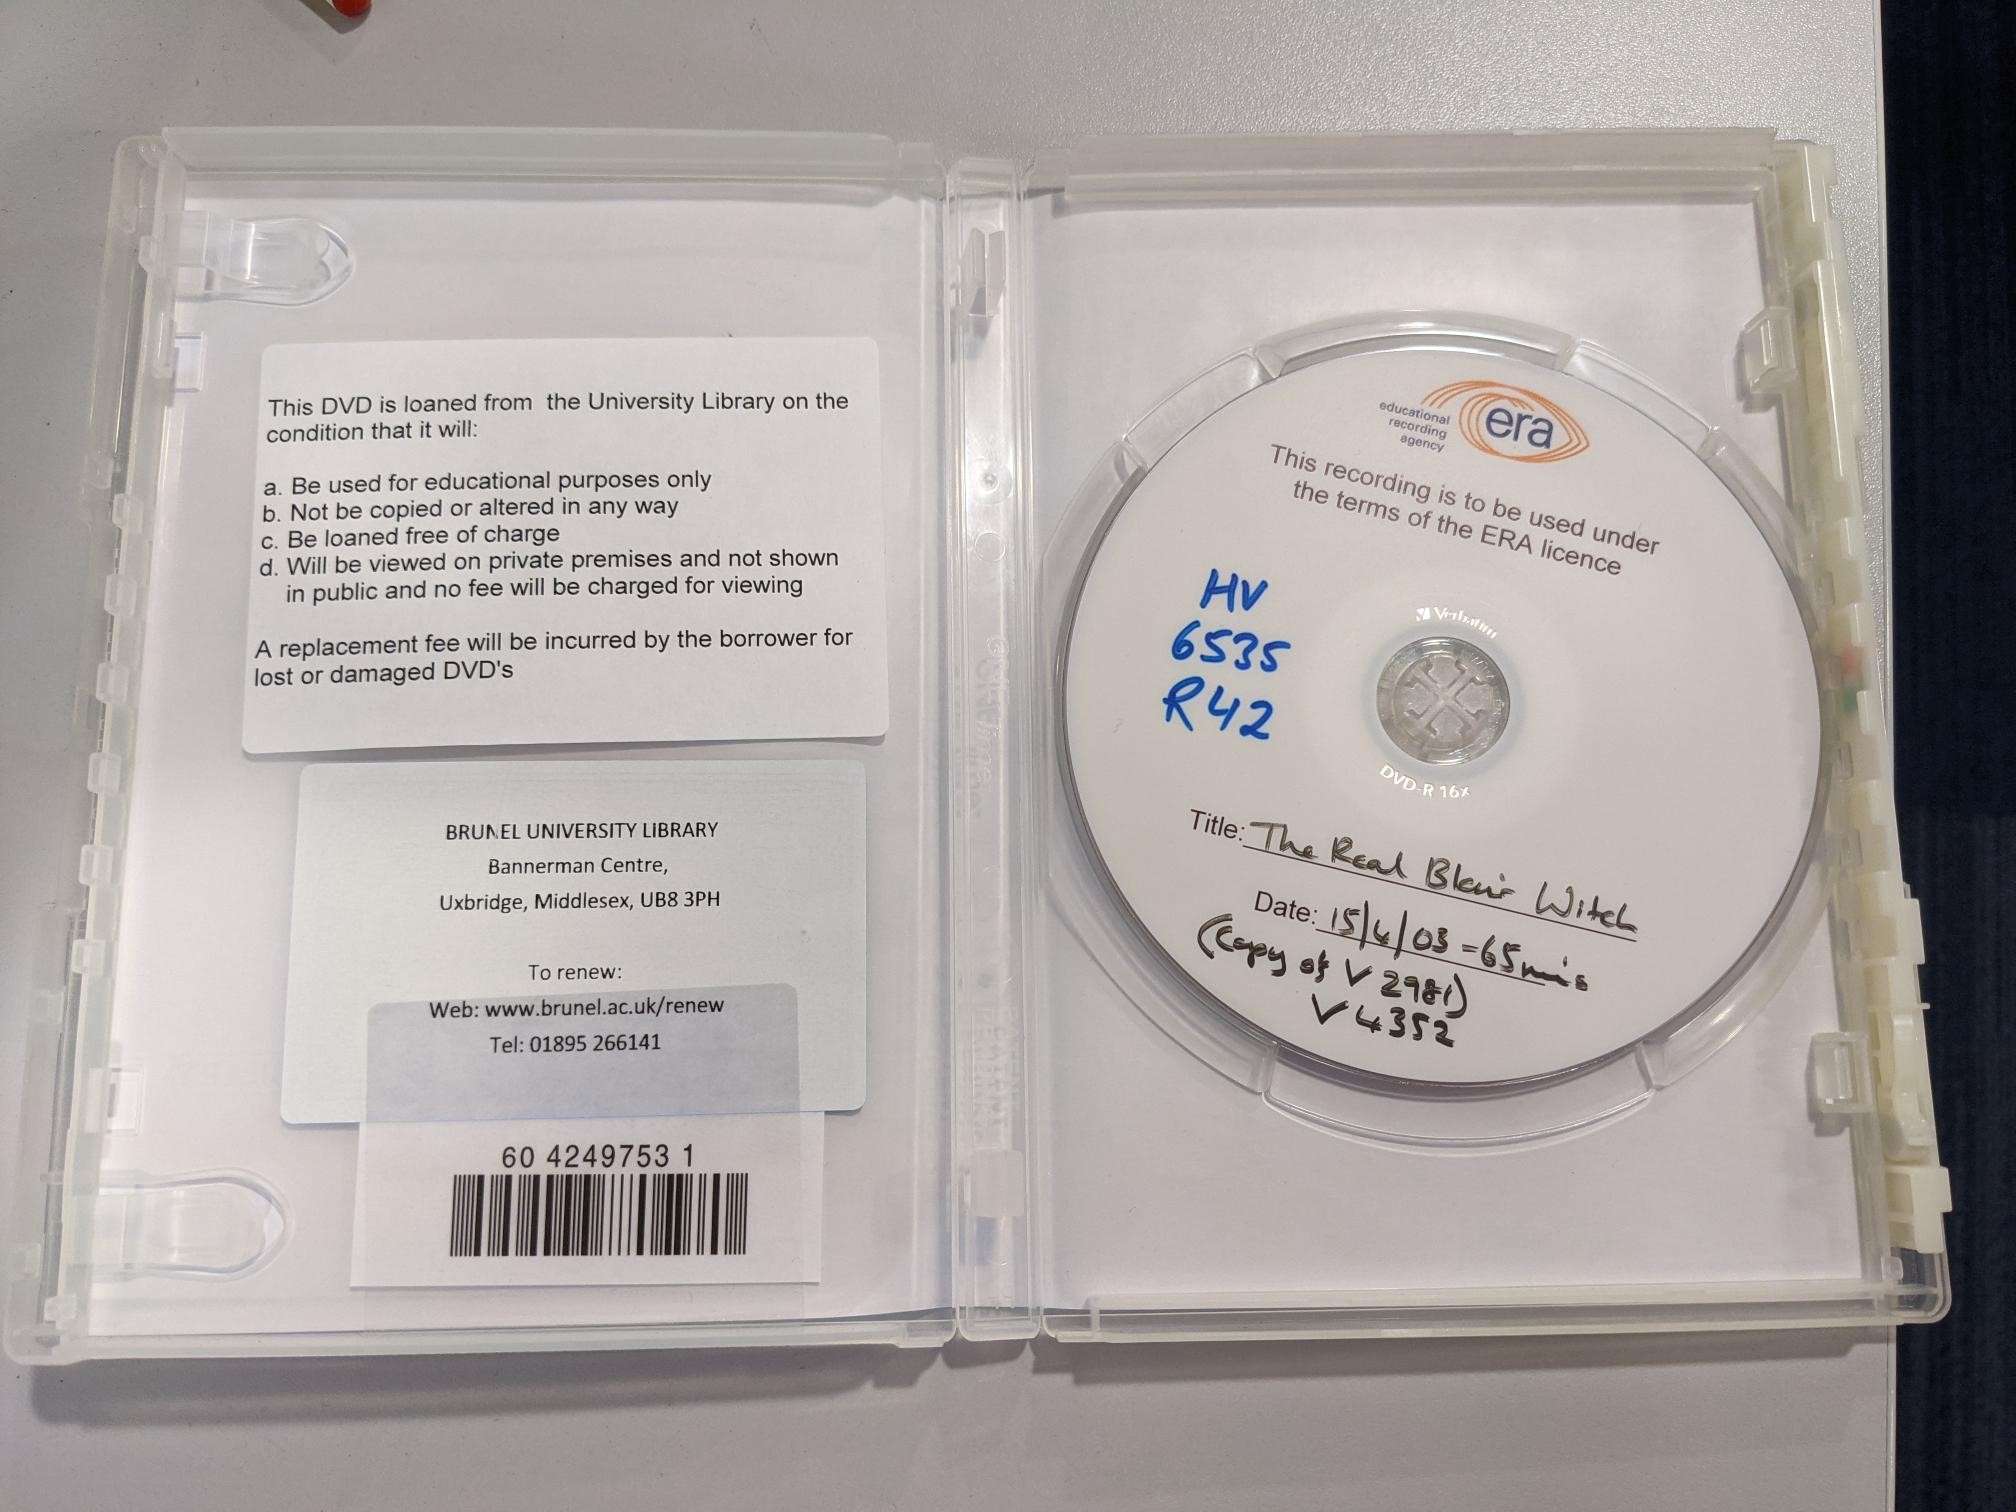 This DVD is loaned from the University Library on the
condition that it will:
a. Be used for educational purposes only
b. Not be copied or altered in any way
c. Be loaned free of charge
d. Will be viewed on private premises and not shown
in public and no fee will be charged for viewing
A replacement fee will be incurred by the borrower for
lost or damaged DVD's
BRUNEL UNIVERSITY LIBRARY
Bannerman Centre,
Uxbridge, Middlesex, UB8 3PH
To renew:
Web: www.brunel.ac.uk/renew
Tel: 01895 266141
60 4249753 1
educational
recording
agency
era
This recording is to be used under
the terms of the ERA licence
HV
6535
R42
Verbatim
DVD-R 16x
Title: The Real Blair Witch
Date: 15/4/03 - 65 mins
(Copy of V 2981)
V 4352